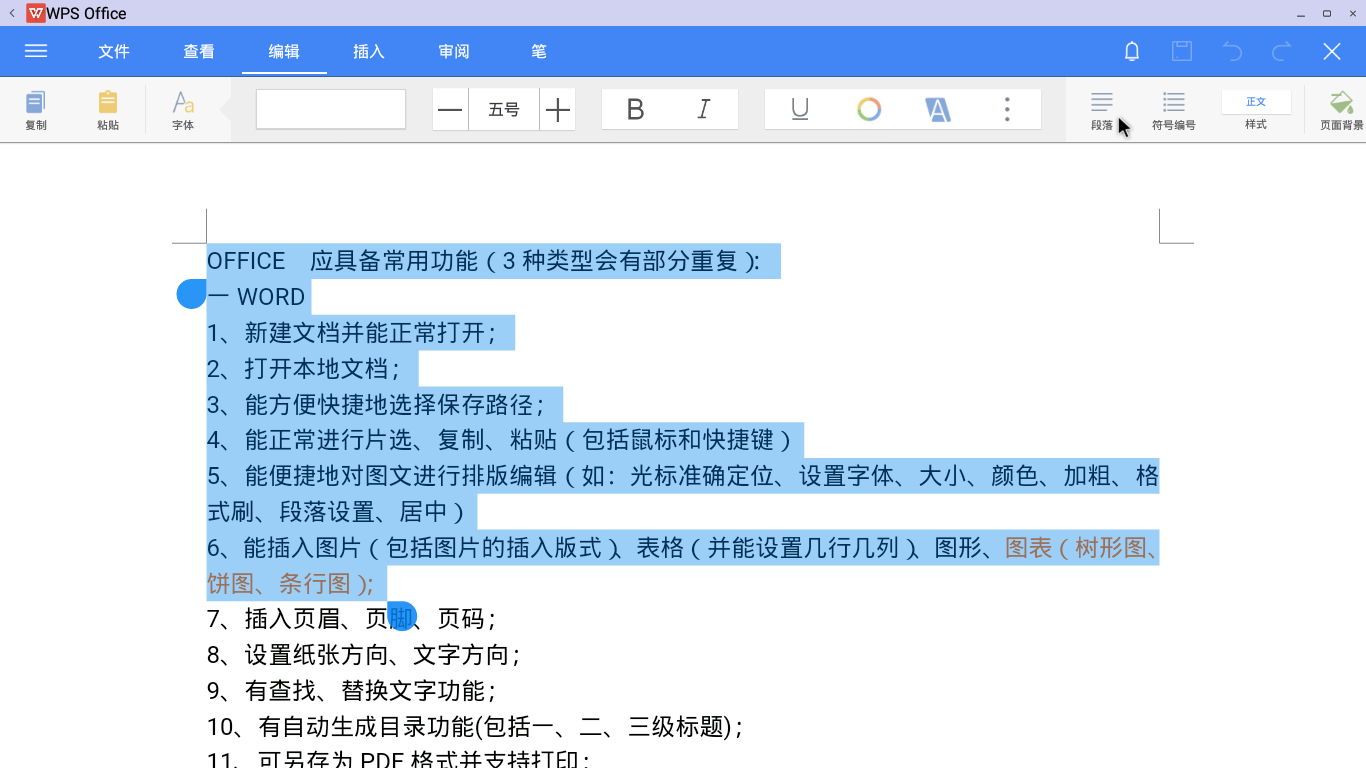 WPS Office
文件 查看 编辑 插入 审阅 笔
复制 粘贴 字体 五号 B I U A 段落 符号编号 正文 样式 页面背景
OFFICE 应具备常用功能（3 种类型会有部分重复）:
一 WORD
1、新建文档并能正常打开；
2、打开本地文档；
3、能方便快捷地选择保存路径；
4、能正常进行片选、复制、粘贴（包括鼠标和快捷键）
5、能便捷地对图文进行排版编辑（如：光标准确定位、设置字体、大小、颜色、加粗、格
式刷、段落设置、居中）
6、能插入图片（包括图片的插入版式）、表格（并能设置几行几列）、图形、图表（树形图、
饼图、条行图）;
7、插入页眉、页脚、页码；
8、设置纸张方向、文字方向；
9、有查找、替换文字功能；
10、有自动生成目录功能(包括一、二、三级标题)；
11、可另存为 PDF 格式并支持打印；